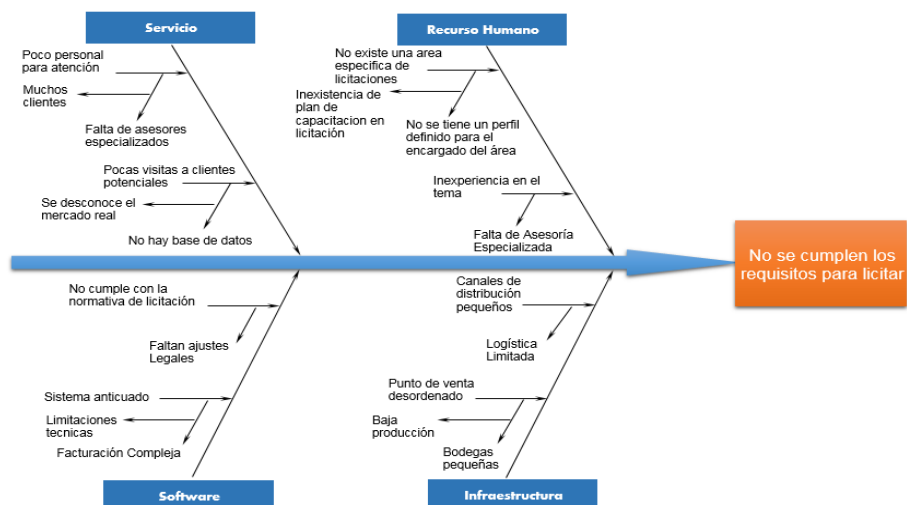 Servicio
Poco personal
para atención
Muchos
clientes
Falta de asesores
especializados
Pocas visitas a clientes
potenciales
Se desconoce el
mercado real
No hay base de datos
Recurso Humano
No existe una area
especifica de
licitaciones
Inexistencia de
plan de
capacitacion en
licitación
No se tiene un perfil
definido para el
encargado del área
Inexperiencia en el
tema
Falta de Asesoría
Especializada
No se cumplen los
requisitos para licitar
No cumple con la
normativa de licitación
Faltan ajustes
Legales
Sistema anticuado
Limitaciones
tecnicas
Facturación Compleja
Software
Canales de
distribución
pequeños
Logística
Limitada
Punto de venta
desordenado
Baja
producción
Bodegas
pequeñas
Infraestructura